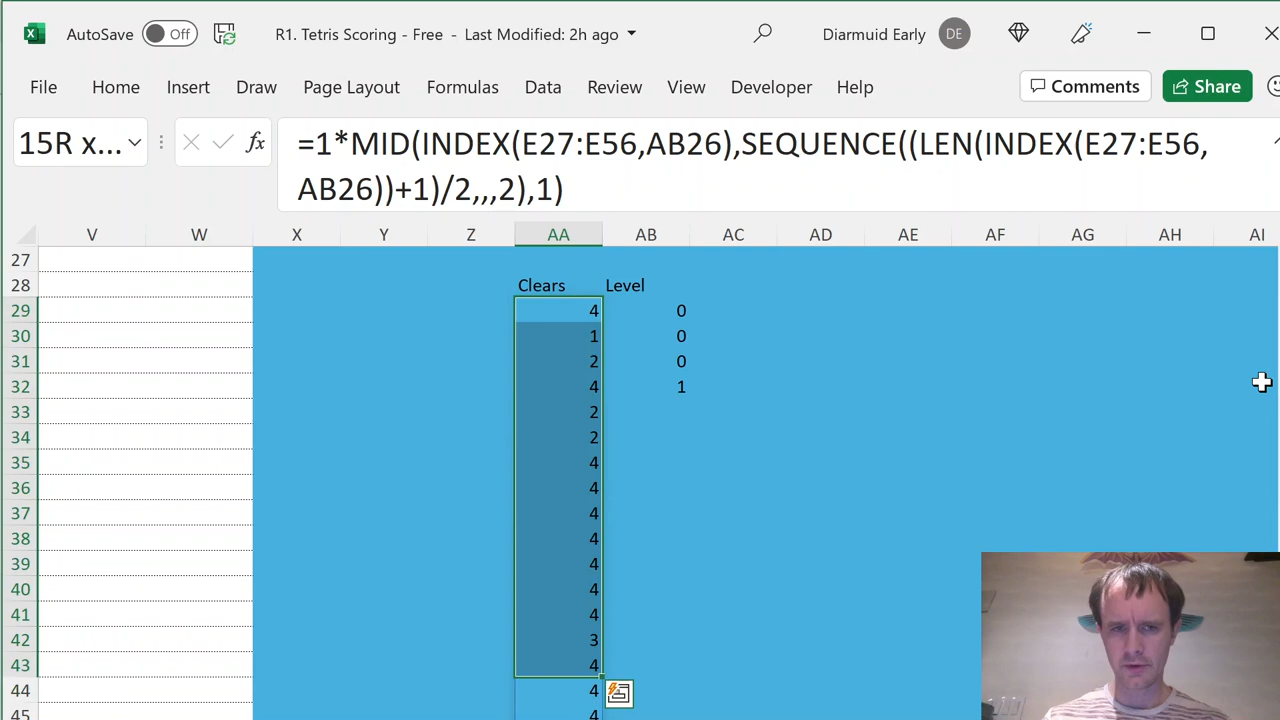 AutoSave Off R1. Tetris Scoring - Free - Last Modified: 2h ago Diarmuid Early DE
File Home Insert Draw Page Layout Formulas Data Review View Developer Help Comments Share
15R x... fx =1*MID(INDEX(E27:E56,AB26),SEQUENCE((LEN(INDEX(E27:E56,
AB26))+1)/2,,,2),1)
V W X Y Z AA AB AC AD AE AF AG AH AI
27
28 Clears Level
29 4 0
30 1 0
31 2 0
32 4 1
33 2
34 2
35 4
36 4
37 4
38 4
39 4
40 4
41 4
42 3
43 4
44 4
45 4